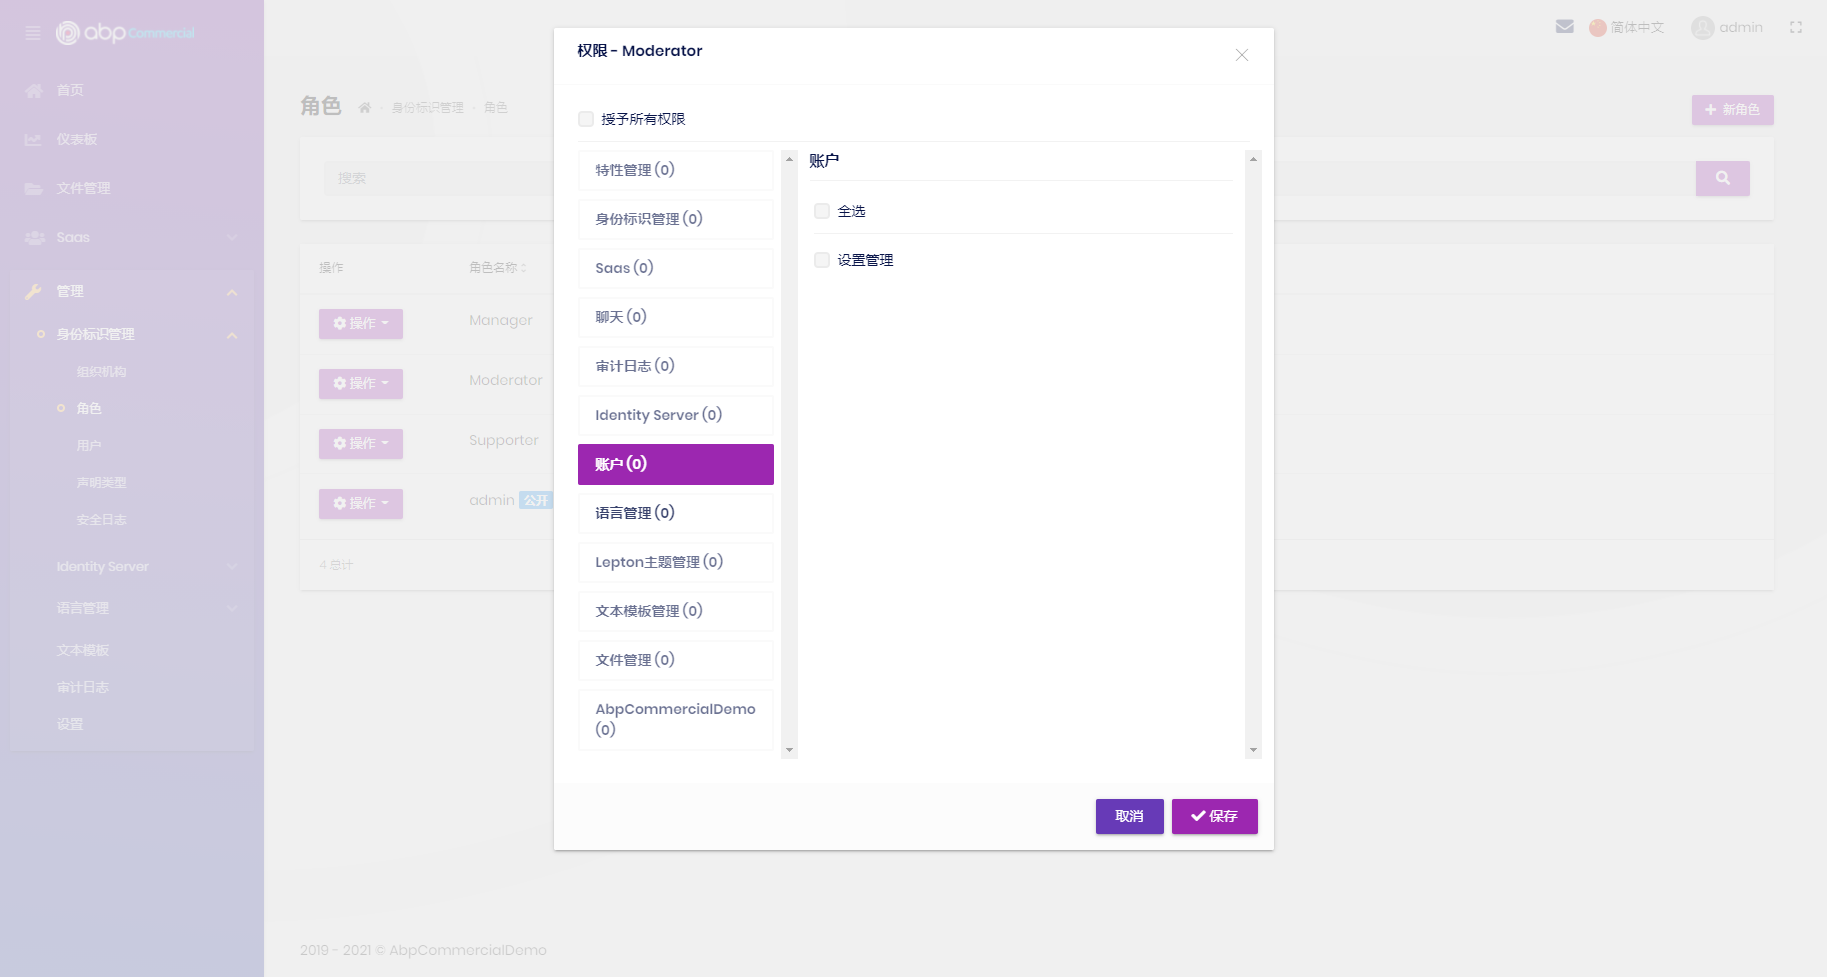 abp Commercial
首页
仪表板
文件管理
Saas
管理
身份标识管理
组织机构
角色
用户
声明类型
安全日志
Identity Server
语言管理
文本模板
审计日志
设置
简体中文
admin
角色
身份标识管理
角色
新角色
搜索
操作
角色名称
操作
Manager
操作
Moderator
操作
Supporter
操作
admin 公开
4 总计
2019 - 2021 © AbpCommercialDemo
权限 - Moderator
授予所有权限
特性管理 (0)
身份标识管理 (0)
Saas (0)
聊天 (0)
审计日志 (0)
Identity Server (0)
账户 (0)
语言管理 (0)
Lepton主题管理 (0)
文本模板管理 (0)
文件管理 (0)
AbpCommercialDemo
(0)
账户
全选
设置管理
取消
保存